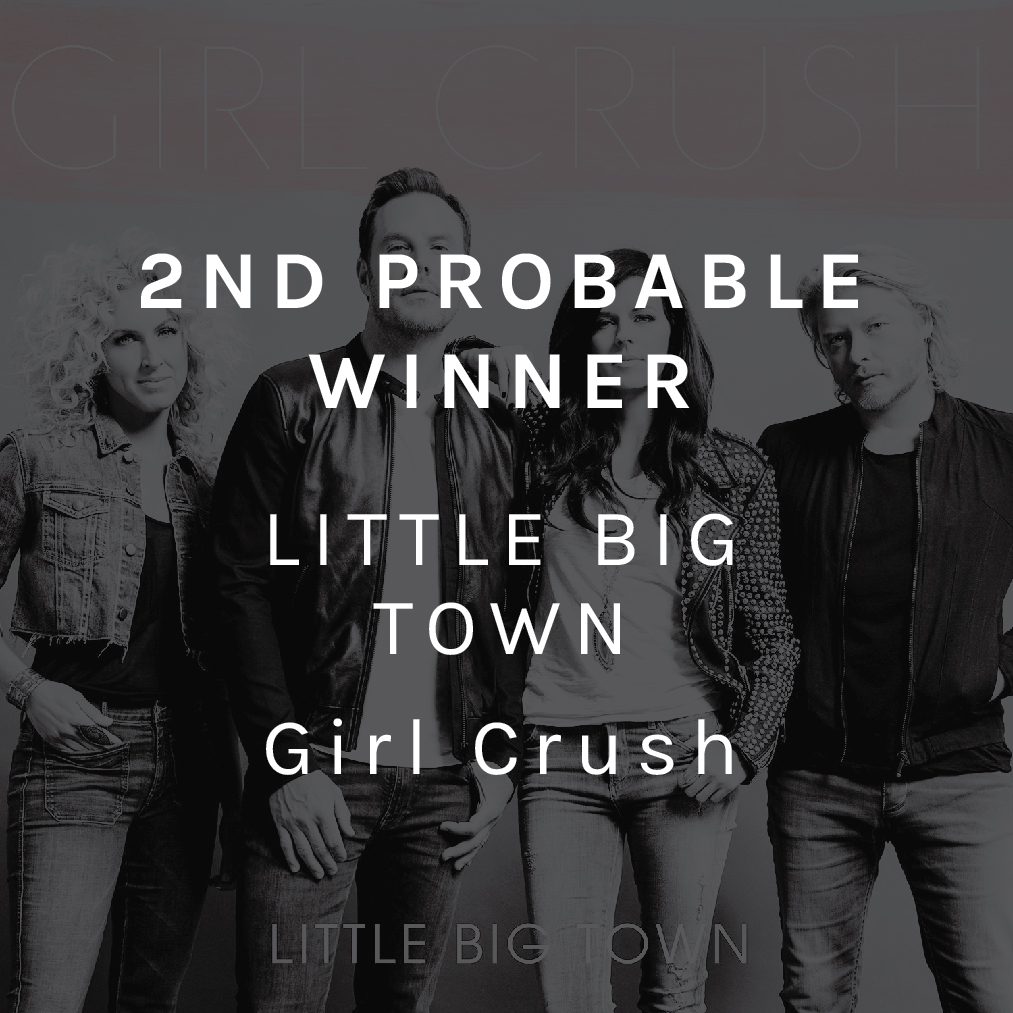 GIRL CRUSH
2ND PROBABLE
WINNER
LITTLE BIG
TOWN
Girl Crush
LITTLE BIG TOWN